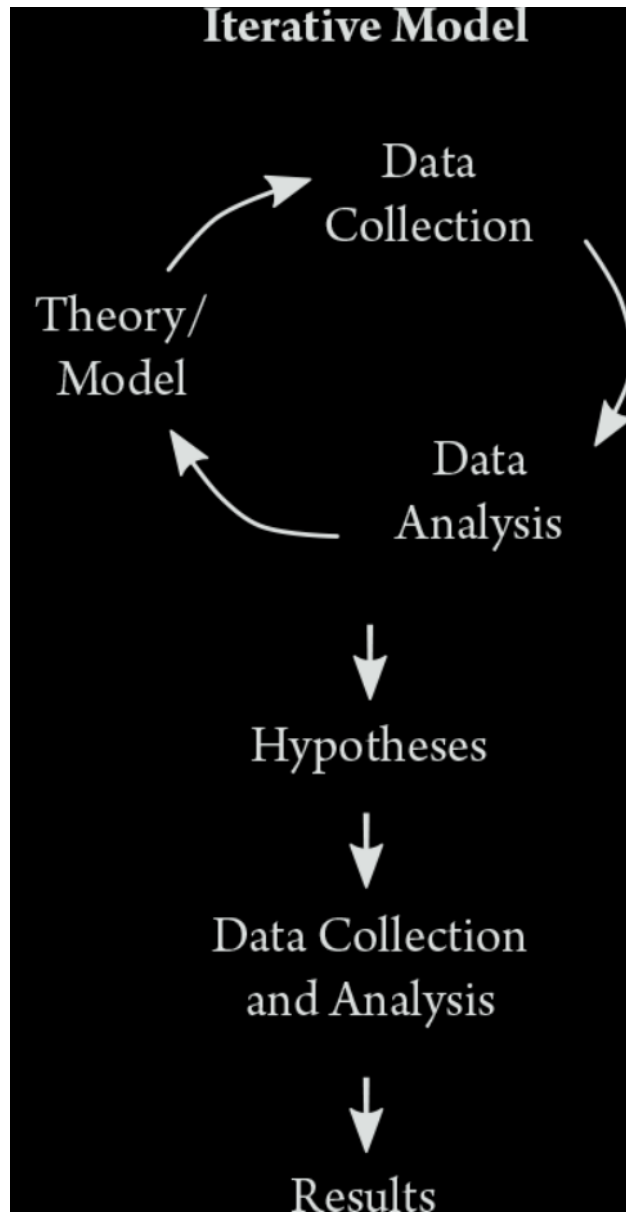 Iterative Model
Data
Collection
Theory/
Model
Data
Analysis
Hypotheses
Data Collection
and Analysis
Results